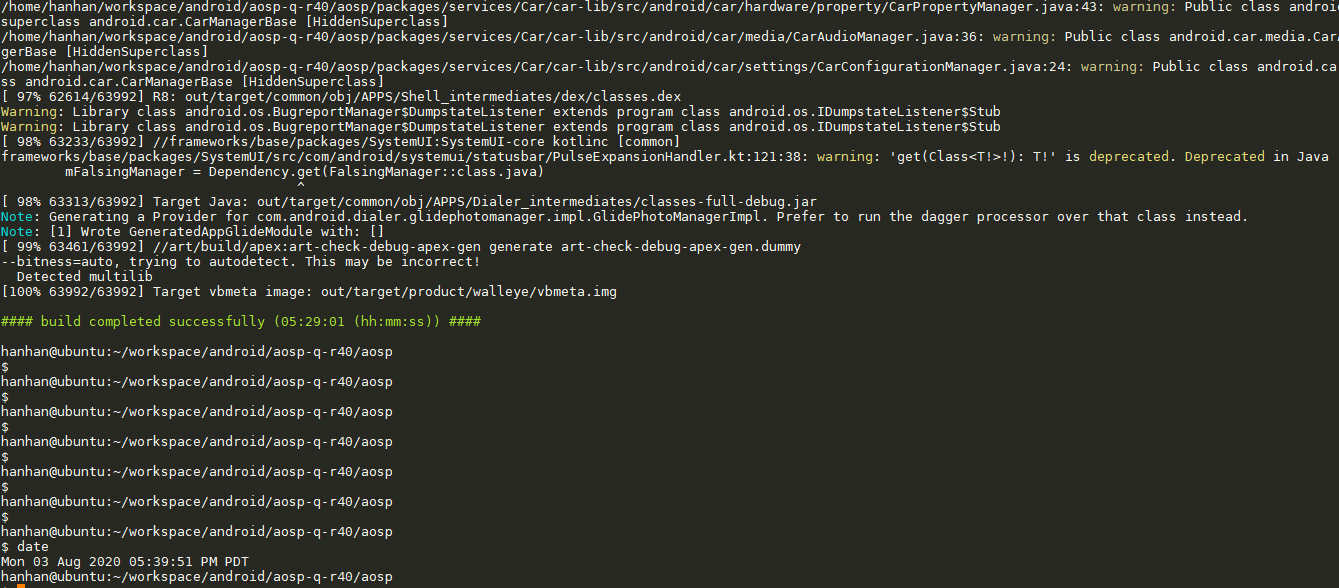 /home/hanhan/workspace/android/aosp-q-r40/aosp/packages/services/Car/car-lib/src/android/car/hardware/property/CarPropertyManager.java:43: warning: Public class androi
superclass android.car.CarManagerBase [HiddenSuperclass]
/home/hanhan/workspace/android/aosp-q-r40/aosp/packages/services/Car/car-lib/src/android/car/media/CarAudioManager.java:36: warning: Public class android.car.media.CarA
gerBase [HiddenSuperclass]
/home/hanhan/workspace/android/aosp-q-r40/aosp/packages/services/Car/car-lib/src/android/car/settings/CarConfigurationManager.java:24: warning: Public class android.ca
ss android.car.CarManagerBase [HiddenSuperclass]
[ 97% 62614/63992] R8: out/target/common/obj/APPS/Shell_intermediates/dex/classes.dex
Warning: Library class android.os.BugreportManager$DumpstateListener extends program class android.os.IDumpstateListener$Stub
Warning: Library class android.os.BugreportManager$DumpstateListener extends program class android.os.IDumpstateListener$Stub
[ 98% 63233/63992] //frameworks/base/packages/SystemUI:SystemUI-core kotlinc [common]
frameworks/base/packages/SystemUI/src/com/android/systemui/statusbar/PulseExpansionHandler.kt:121:38: warning: 'get(Class<T!>!): T!' is deprecated. Deprecated in Java
        mFalsingManager = Dependency.get(FalsingManager::class.java)
                                     ^
[ 98% 63313/63992] Target Java: out/target/common/obj/APPS/Dialer_intermediates/classes-full-debug.jar
Note: Generating a Provider for com.android.dialer.glidephotomanager.impl.GlidePhotoManagerImpl. Prefer to run the dagger processor over that class instead.
Note: [1] Wrote GeneratedAppGlideModule with: []
[ 99% 63461/63992] //art/build/apex:art-check-debug-apex-gen generate art-check-debug-apex-gen.dummy
--bitness=auto, trying to autodetect. This may be incorrect!
  Detected multilib
[100% 63992/63992] Target vbmeta image: out/target/product/walleye/vbmeta.img
#### build completed successfully (05:29:01 (hh:mm:ss)) ####
hanhan@ubuntu:~/workspace/android/aosp-q-r40/aosp
$
hanhan@ubuntu:~/workspace/android/aosp-q-r40/aosp
$
hanhan@ubuntu:~/workspace/android/aosp-q-r40/aosp
$
hanhan@ubuntu:~/workspace/android/aosp-q-r40/aosp
$
hanhan@ubuntu:~/workspace/android/aosp-q-r40/aosp
$
hanhan@ubuntu:~/workspace/android/aosp-q-r40/aosp
$
hanhan@ubuntu:~/workspace/android/aosp-q-r40/aosp
$ date
Mon 03 Aug 2020 05:39:51 PM PDT
hanhan@ubuntu:~/workspace/android/aosp-q-r40/aosp